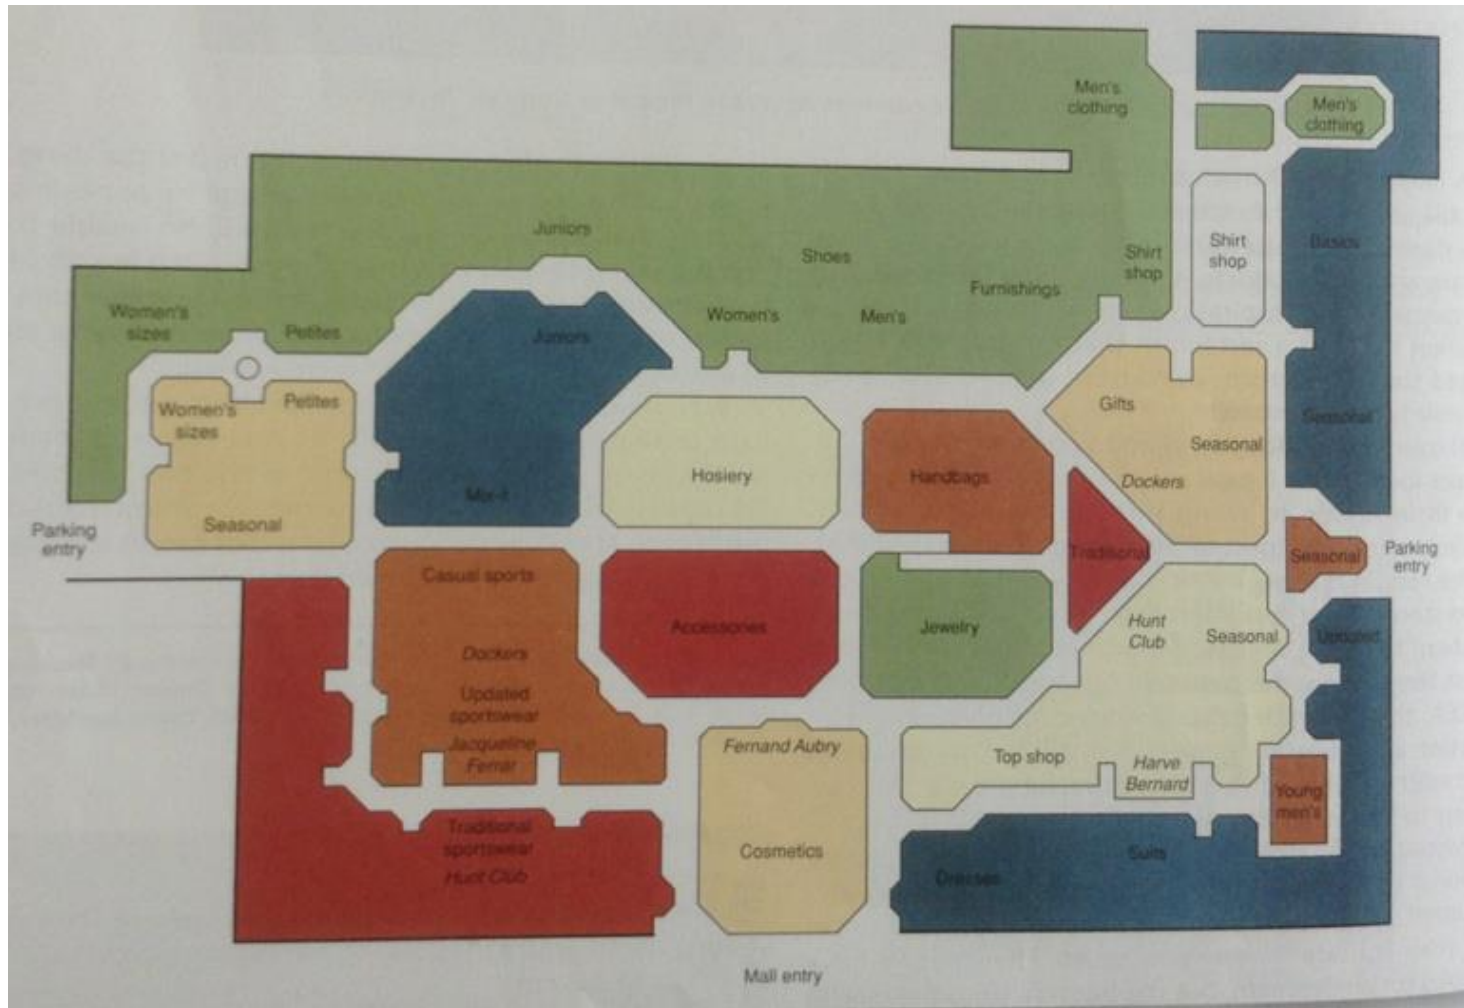 Men's
clothing
Men's
clothing
Juniors
Shoes
Shirt
shop
Shirt
shop
Basics
Furnishings
Women's
sizes
Petites
Juniors
Women's
Men's
Women's
sizes
Petites
Gifts
Seasonal
Seasonal
Hosiery
Handbags
Dockers
Mix-it
Seasonal
Parking
entry
Traditional
Seasonal
Parking
entry
Casual sports
Accessories
Jewelry
Hunt
Club
Seasonal
Updated
Dockers
Updated
sportswear
Jacqueline
Ferrar
Fernand Aubry
Top shop
Harve
Bernard
Young
men's
Traditional
sportswear
Hunt Club
Cosmetics
Suits
Dresses
Mall entry